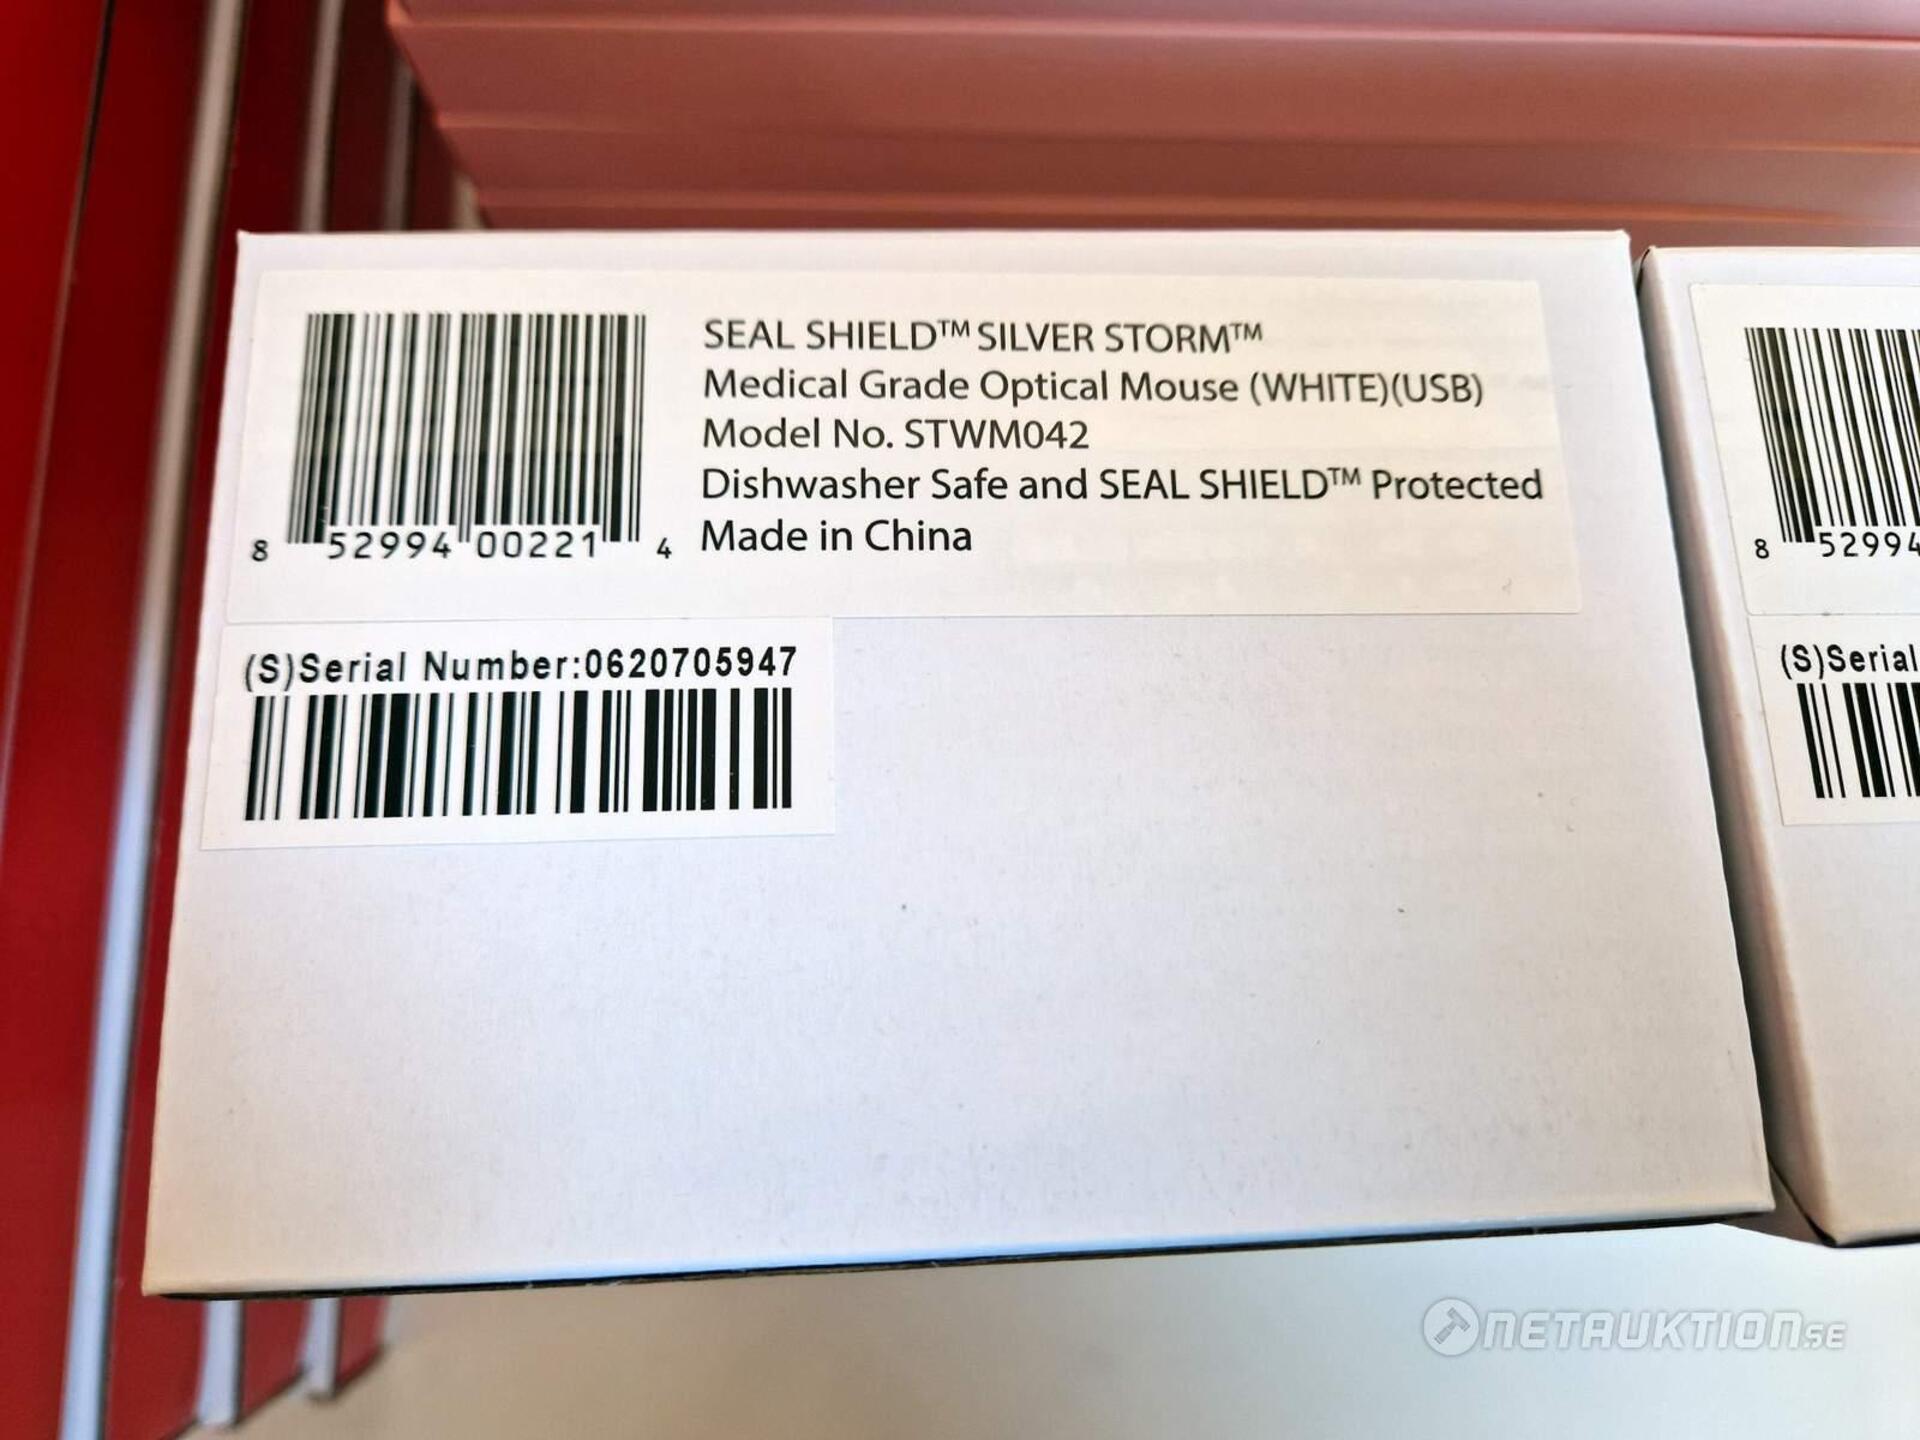 SEAL SHIELD™ SILVER STORM™
Medical Grade Optical Mouse (WHITE)(USB)
Model No. STWM042
Dishwasher Safe and SEAL SHIELD™ Protected
Made in China
8 52994 00221 4
(S)Serial Number:0620705947
8 52994
(S)Serial
NETAUKTION.SE